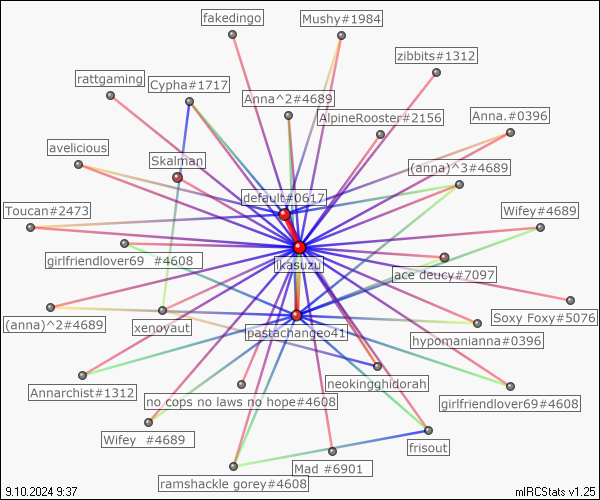 fakedingo
Mushy#1984
zibbits#1312
rattgaming
Cypha#1717
Anna^2#4689
AlpineRooster#2156
Anna.#0396
avelicious
Skalman
(anna)^3#4689
default#0617
Toucan#2473
Wifey#4689
girlfriendlover69 #4608
ikasuzu
ace deucy#7097
(anna)^2#4689
xenoyaut
pastachangeo41
Soxy Foxy#5076
hypomanianna#0396
Annarchist#1312
no cops no laws no hope#4608
neokingghidorah
girlfriendlover69#4608
Wifey #4689
frisout
ramshackle gorey#4608
Mad #6901
9.10.2024 9:37
mIRCStats v1.25